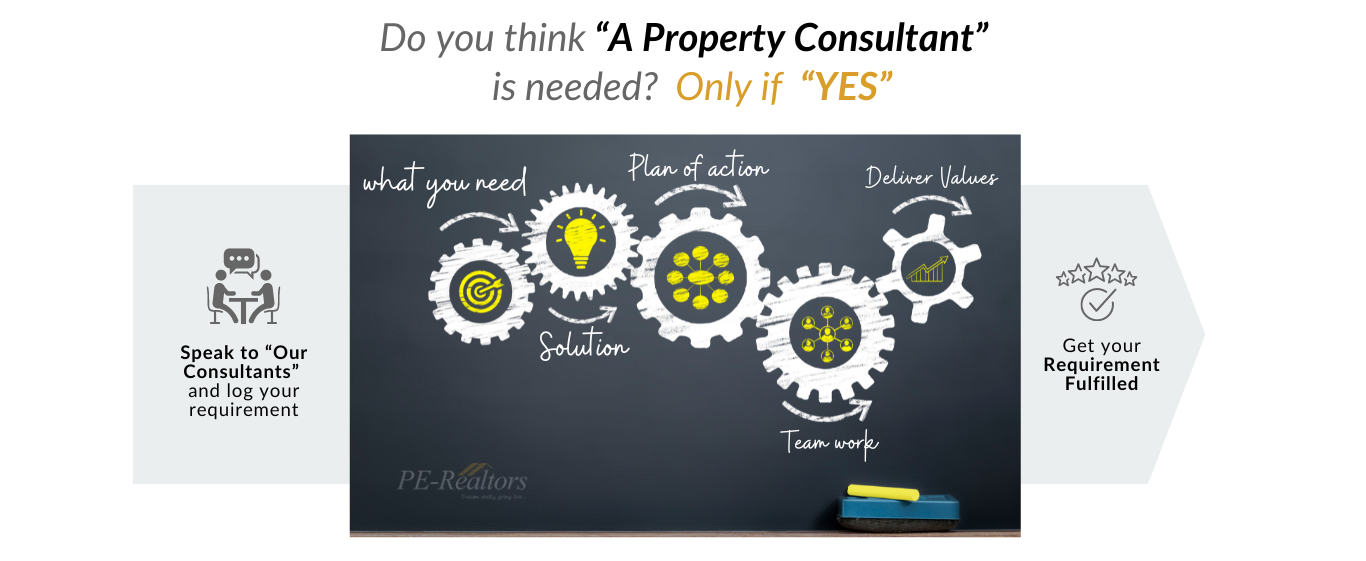 Do you think “A Property Consultant”
is needed? Only if “YES”
what you need
Plan of action
Deliver Values
Solution
Team work
Speak to “Our
Consultants”
and log your
requirement
Get your
Requirement
Fulfilled
PE-Realtors